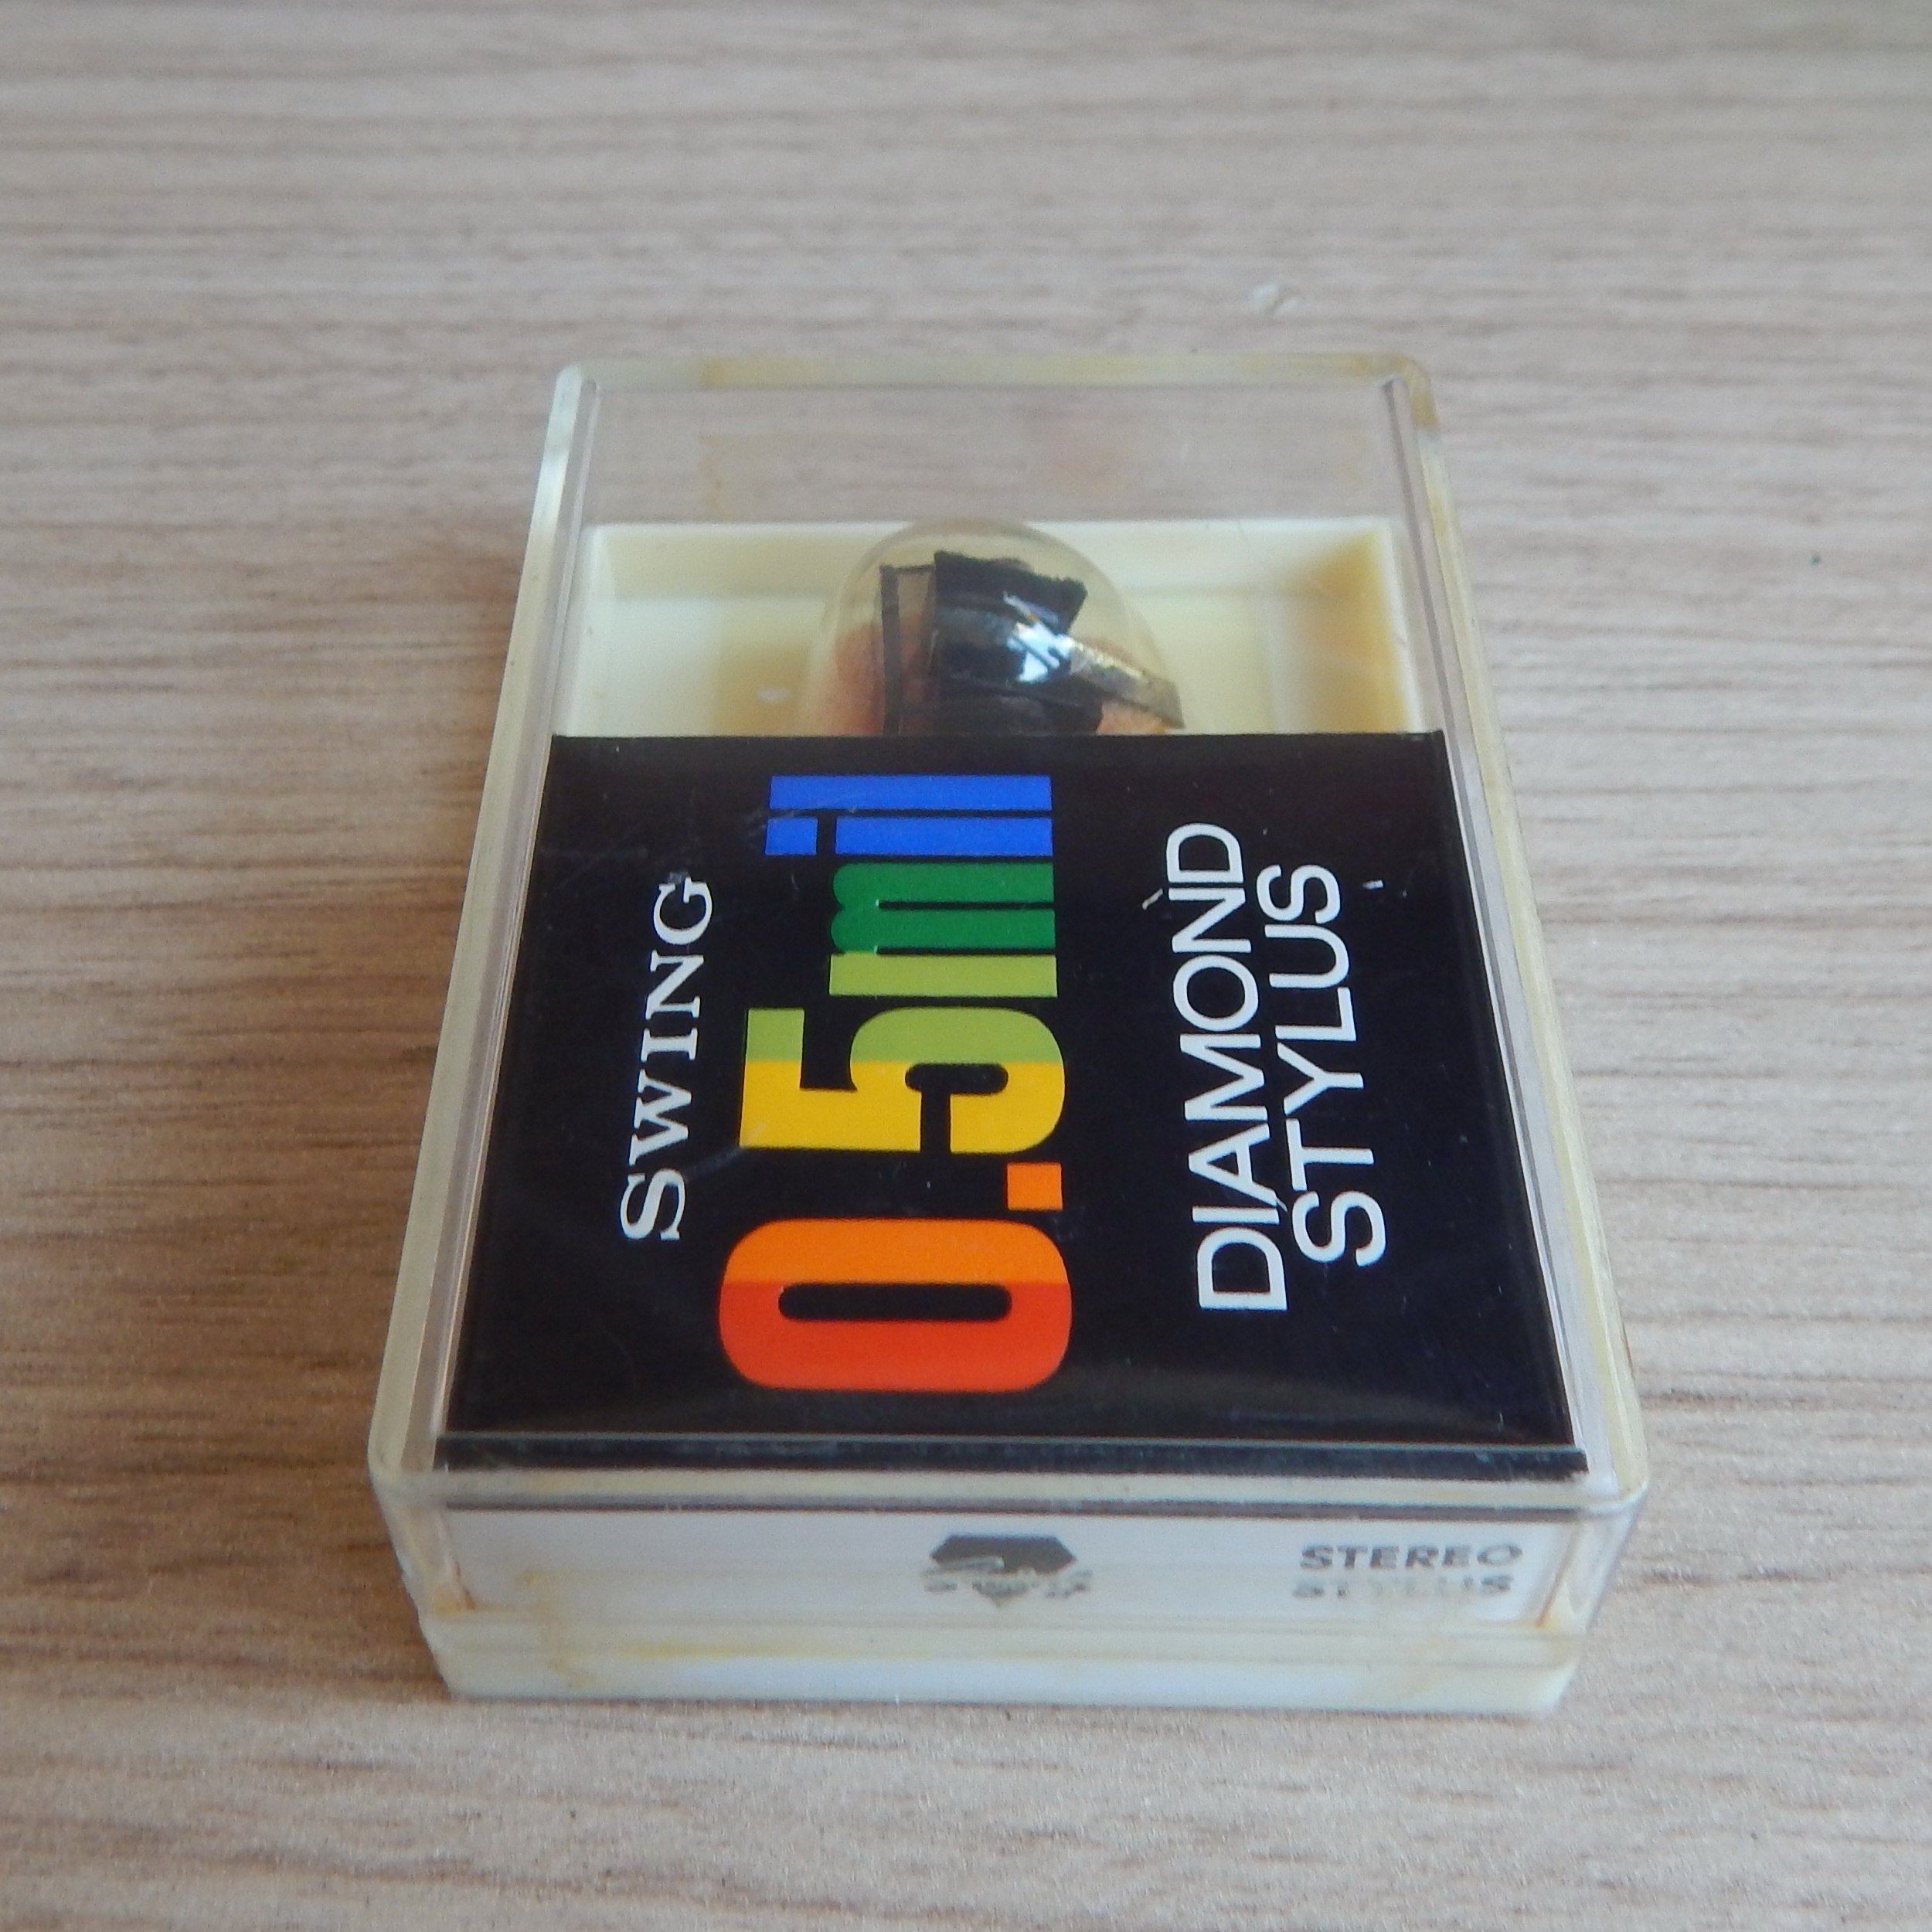 SWING
0.5mil
DIAMOND
STYLUS
STEREO
STYLUS